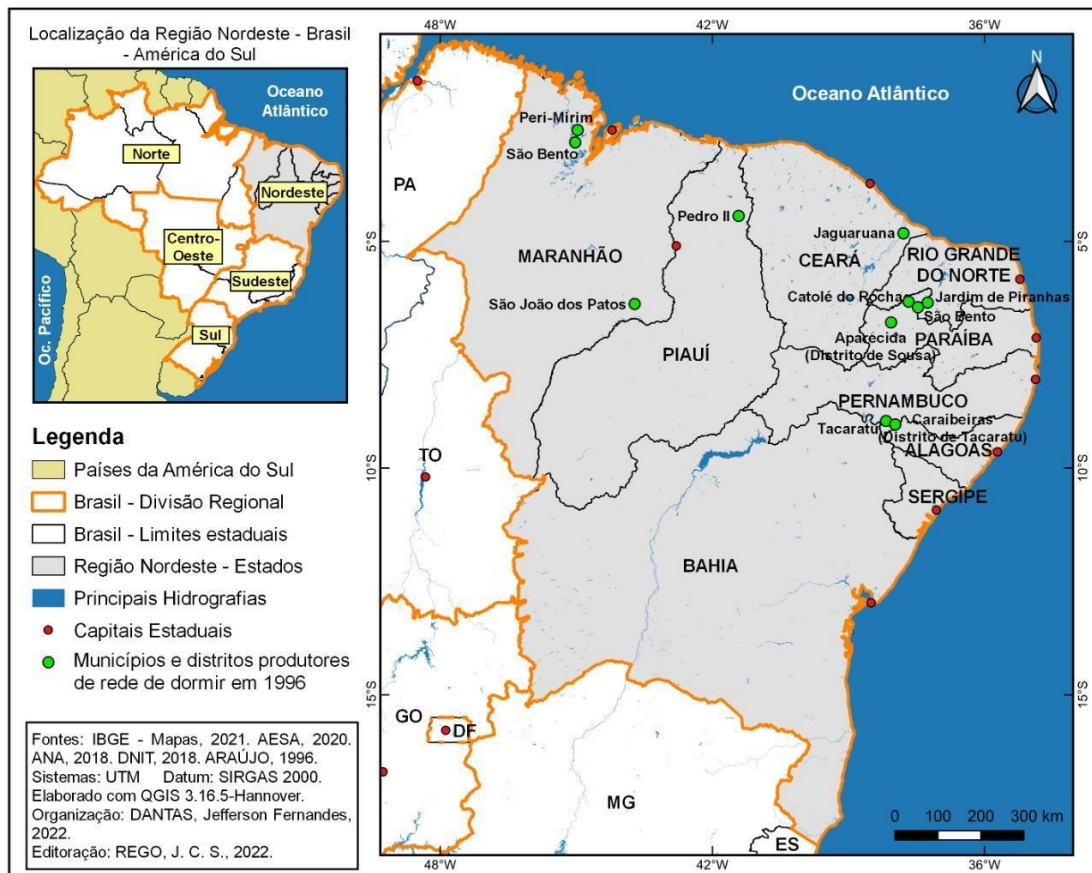 Localização da Região Nordeste - Brasil
- América do Sul
Oceano
Atlântico
Norte
Nordeste
Centro-
Oeste
Sudeste
Sul
Oc. Pacífico
Legenda
Países da América do Sul
Brasil - Divisão Regional
Brasil - Limites estaduais
Região Nordeste - Estados
Principais Hidrografias
Capitais Estaduais
Municípios e distritos produtores
de rede de dormir em 1996
Fontes: IBGE - Mapas, 2021. AESA, 2020.
ANA, 2018. DNIT, 2018. ARAÚJO, 1996.
Sistemas: UTM Datum: SIRGAS 2000.
Elaborado com QGIS 3.16.5-Hannover.
Organização: DANTAS, Jefferson Fernandes,
2022.
Editoração: REGO, J. C. S., 2022.
48°W
42°W
36°W
N
Oceano Atlântico
Peri-Mirim
São Bento
PA
Pedro II
Jaguaruana
5°S
5°S
MARANHÃO
CEARÁ
RIO GRANDE
DO NORTE
São João dos Patos
Catolé do Rocha
Jardim de Piranhas
São Bento
Aparecida
(Distrito de Sousa)
PARAÍBA
PIAUÍ
PERNAMBUCO
Tacaratu
Caraibeiras
(Distrito de Tacaratu)
ALAGOAS
TO
10°S
10°S
SERGIPE
BAHIA
15°S
15°S
GO
DF
MG
ES
0 100 200 300 km
48°W
42°W
36°W